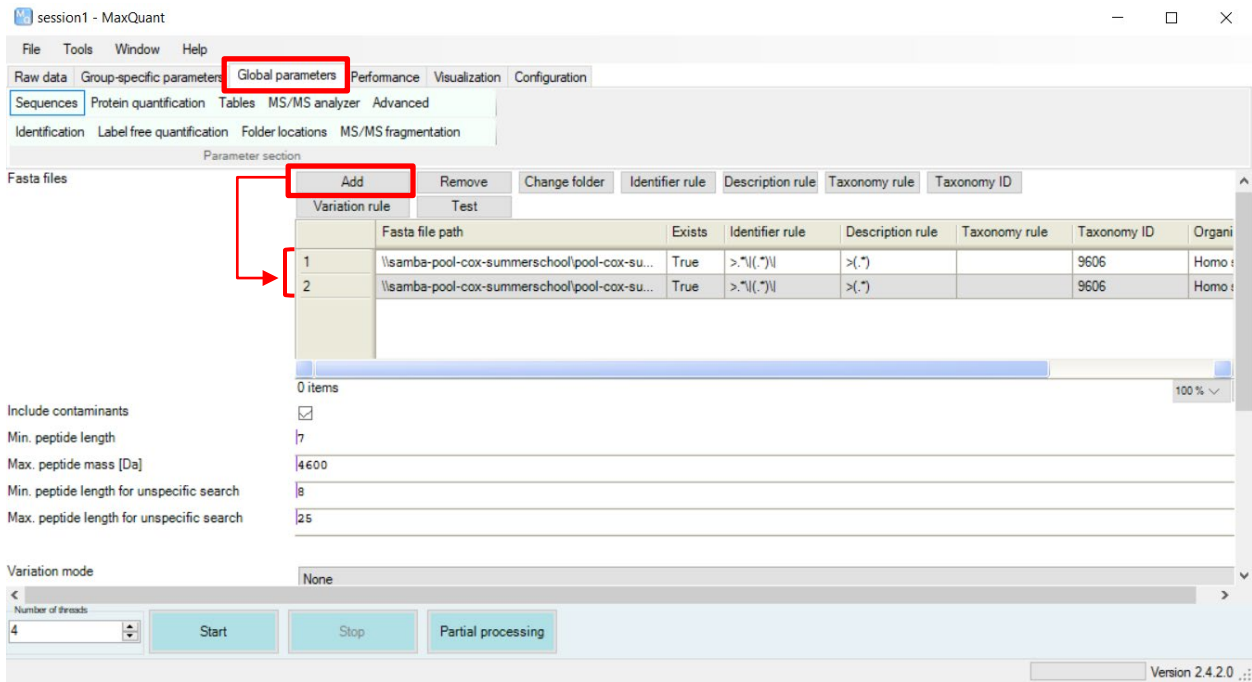 session1 - MaxQuant
File Tools Window Help
Raw data Group-specific parameters Global parameters Performance Visualization Configuration
Sequences Protein quantification Tables MS/MS analyzer Advanced
Identification Label free quantification Folder locations MS/MS fragmentation
Parameter section
Fasta files
Add Remove Change folder Identifier rule Description rule Taxonomy rule Taxonomy ID
Variation rule Test
Fasta file path Exists Identifier rule Description rule Taxonomy rule Taxonomy ID Organi
1 \\samba-pool-cox-summerschool\pool-cox-su... True >.*\|(.*)\| >(.*) 9606 Homo s
2 \\samba-pool-cox-summerschool\pool-cox-su... True >.*\|(.*)\| >(.*) 9606 Homo s
0 items
100 %
Include contaminants
Min. peptide length 7
Max. peptide mass [Da] 4600
Min. peptide length for unspecific search 8
Max. peptide length for unspecific search 25
Variation mode None
Number of threads
4 Start Stop Partial processing
Version 2.4.2.0